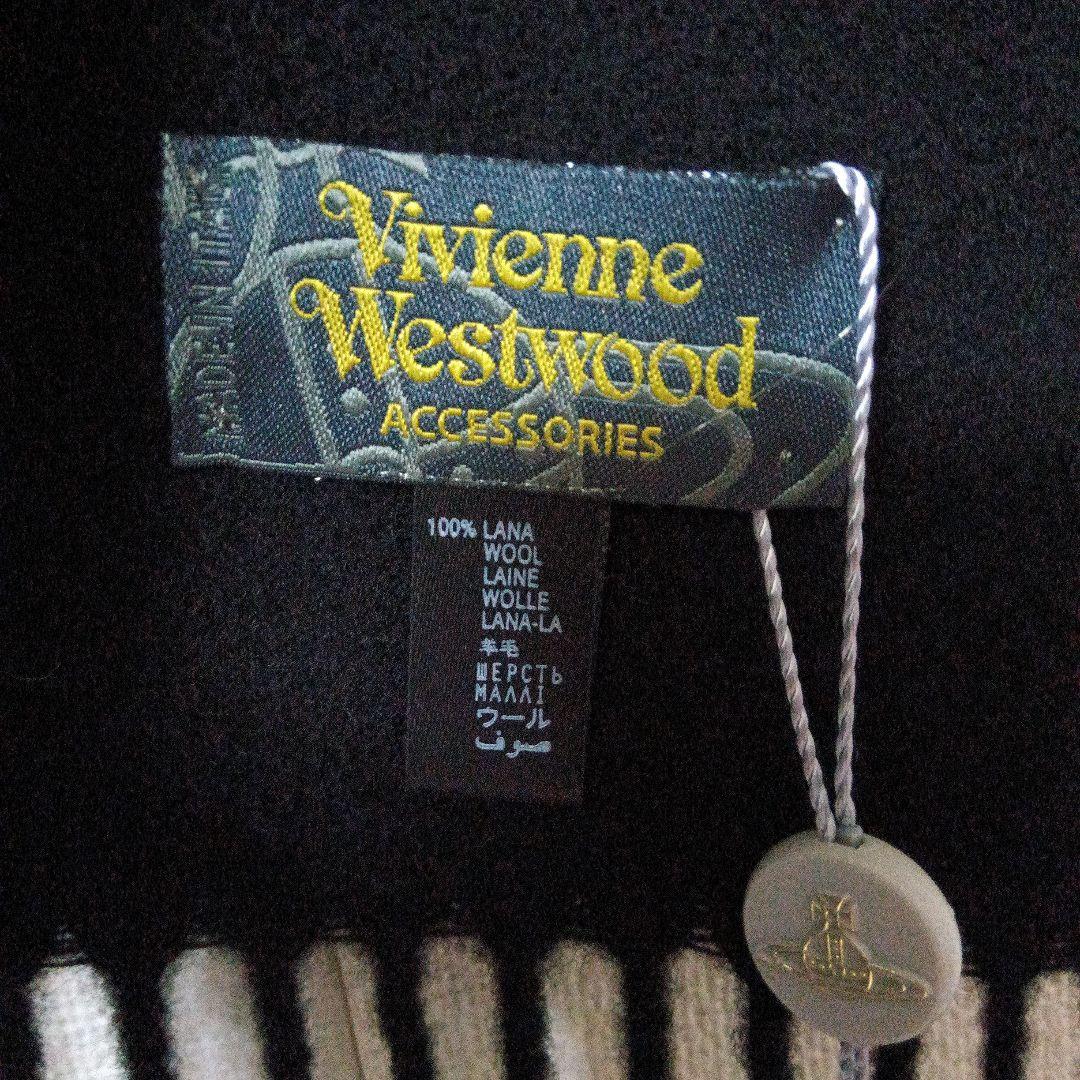 Vivienne
Westwood
ACCESSORIES
MADE IN ITALY
100% LANA
WOOL
LAINE
WOLLE
LANA-LA
羊毛
ШЕРСТЬ
ΜΑΛΛΙ
ウール
صوف